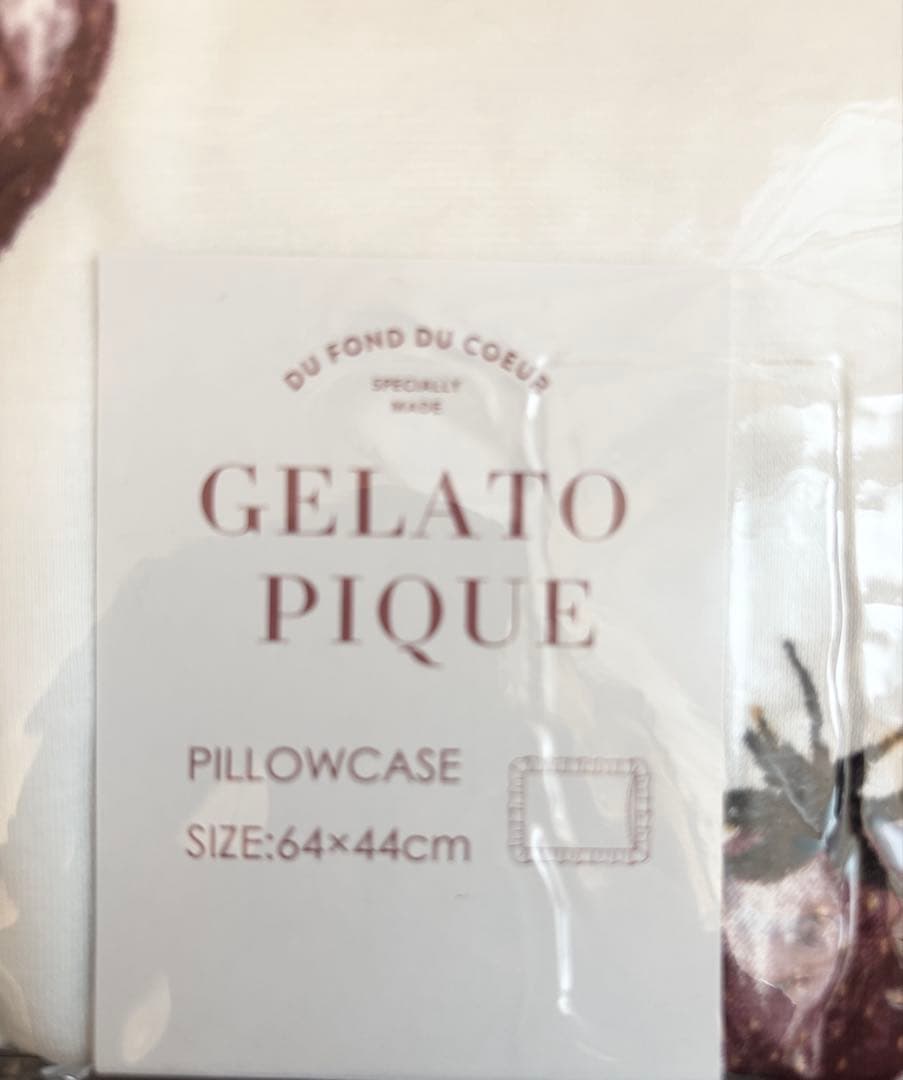 DU FOND DU COEUR
SPECIALLY
MADE
GELATO
PIQUE
PILLOWCASE
SIZE:64×44cm